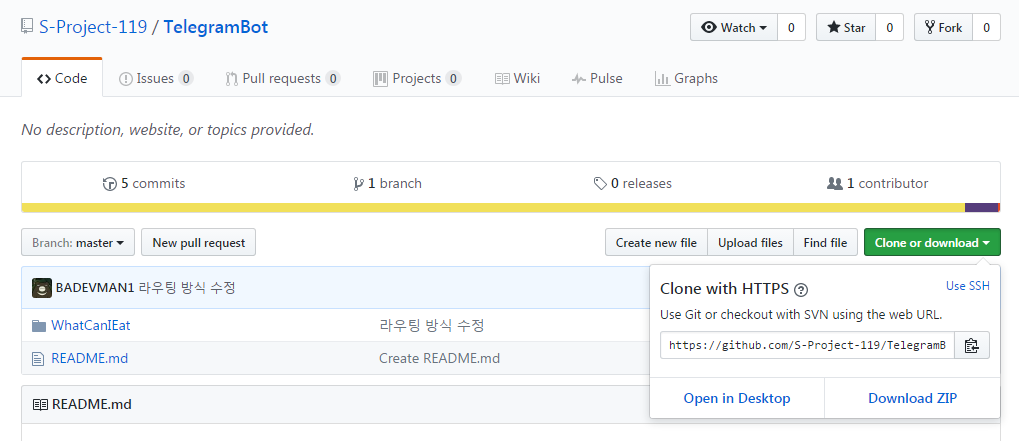 S-Project-119 / TelegramBot
Watch 0 Star 0 Fork 0
Code Issues 0 Pull requests 0 Projects 0 Wiki Pulse Graphs
No description, website, or topics provided.
5 commits 1 branch 0 releases 1 contributor
Branch: master New pull request Create new file Upload files Find file Clone or download
BADEVMAN1 라우팅 방식 수정
WhatCanIEat 라우팅 방식 수정
README.md Create README.md
README.md
Clone with HTTPS ? Use SSH
Use Git or checkout with SVN using the web URL.
https://github.com/S-Project-119/TelegramB
Open in Desktop Download ZIP